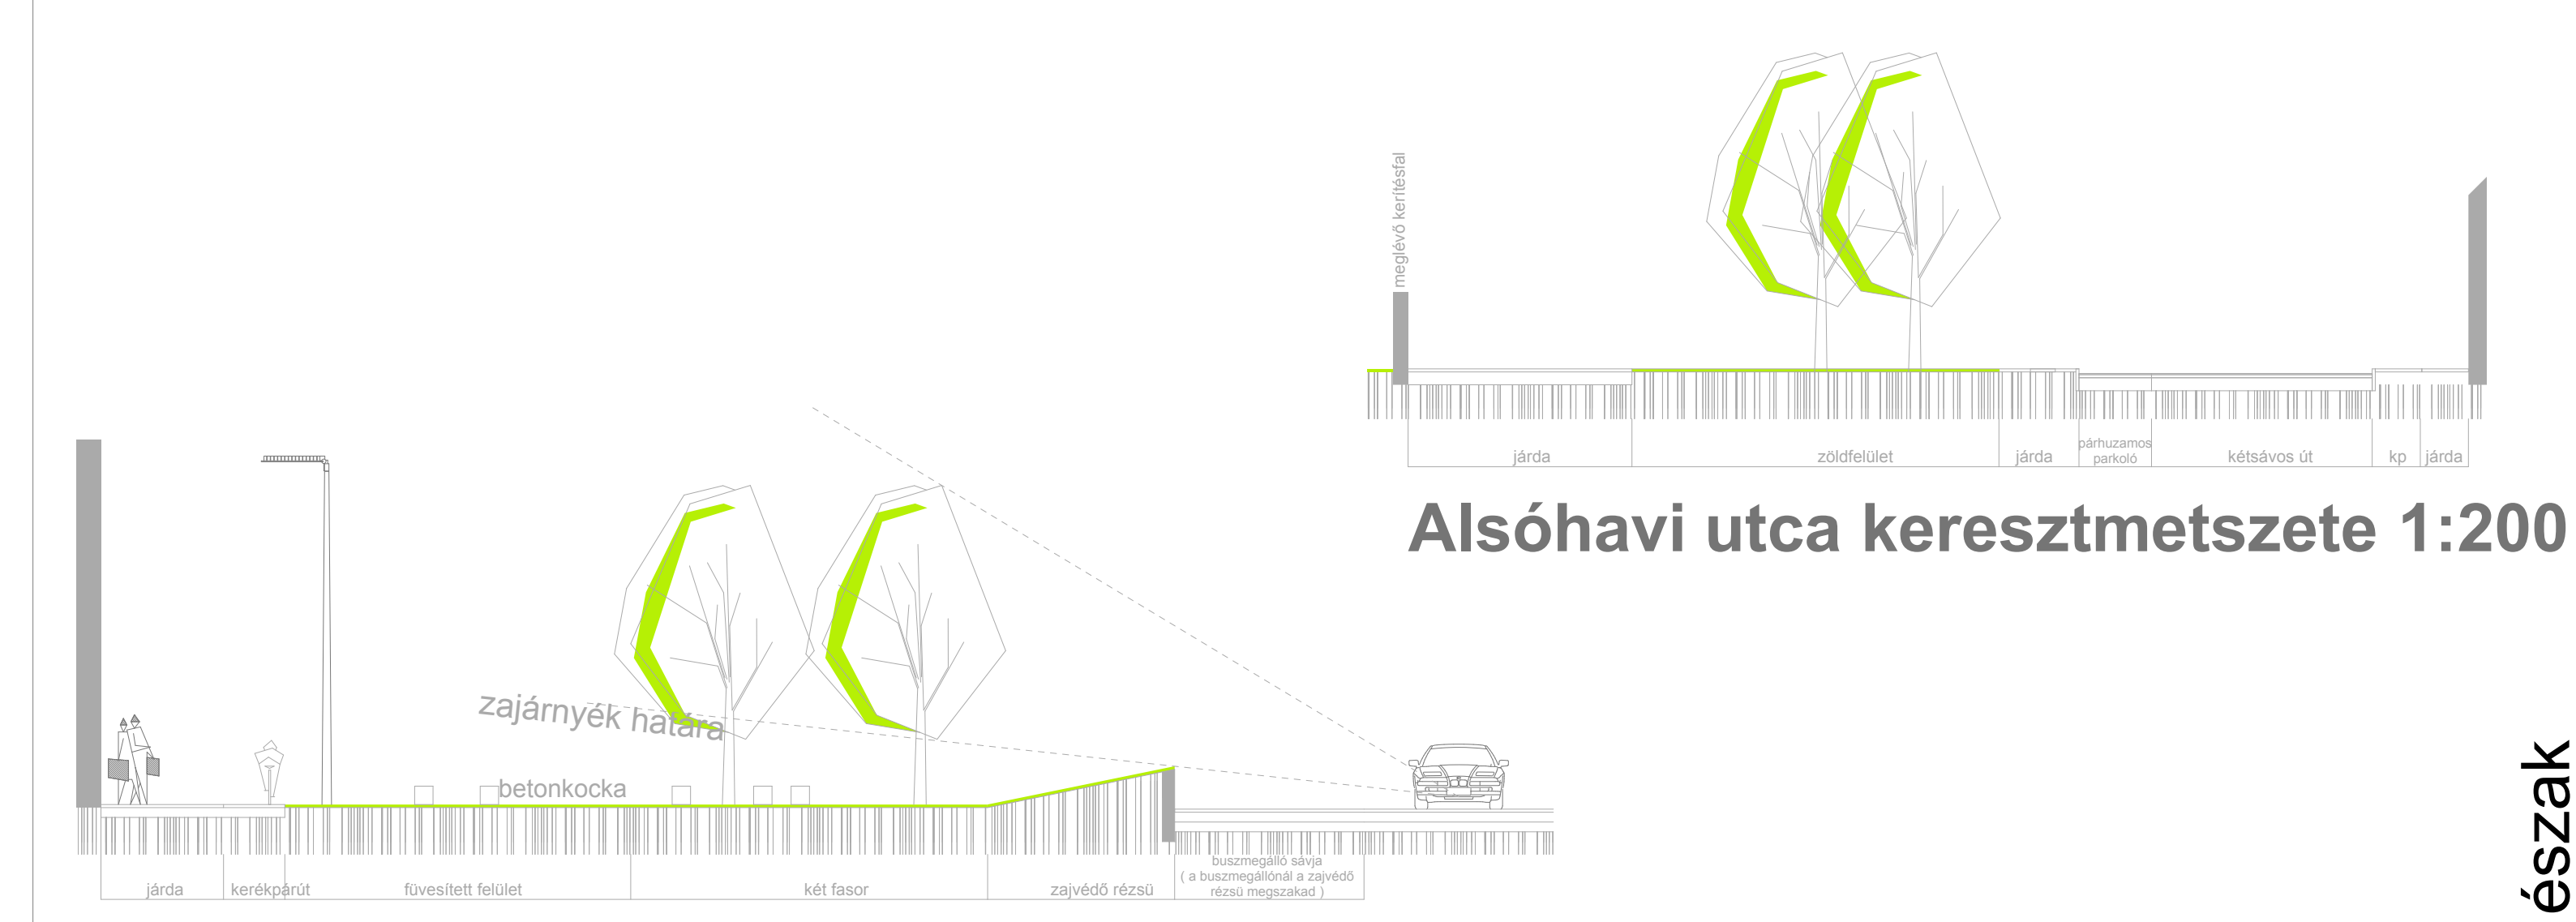 meglévő kerítésfal
járda
zöldfelület
járda
párhuzamos
parkoló
kétsávos út
kp
járda
Alsóhavi utca keresztmetszete 1:200
zajárnyék határa
betonkocka
járda
kerékpárút
füvesített felület
két fasor
zajvédő rézsü
buszmegálló sávja
( a buszmegállónál a zajvédő
rézsü megszakad )
észak